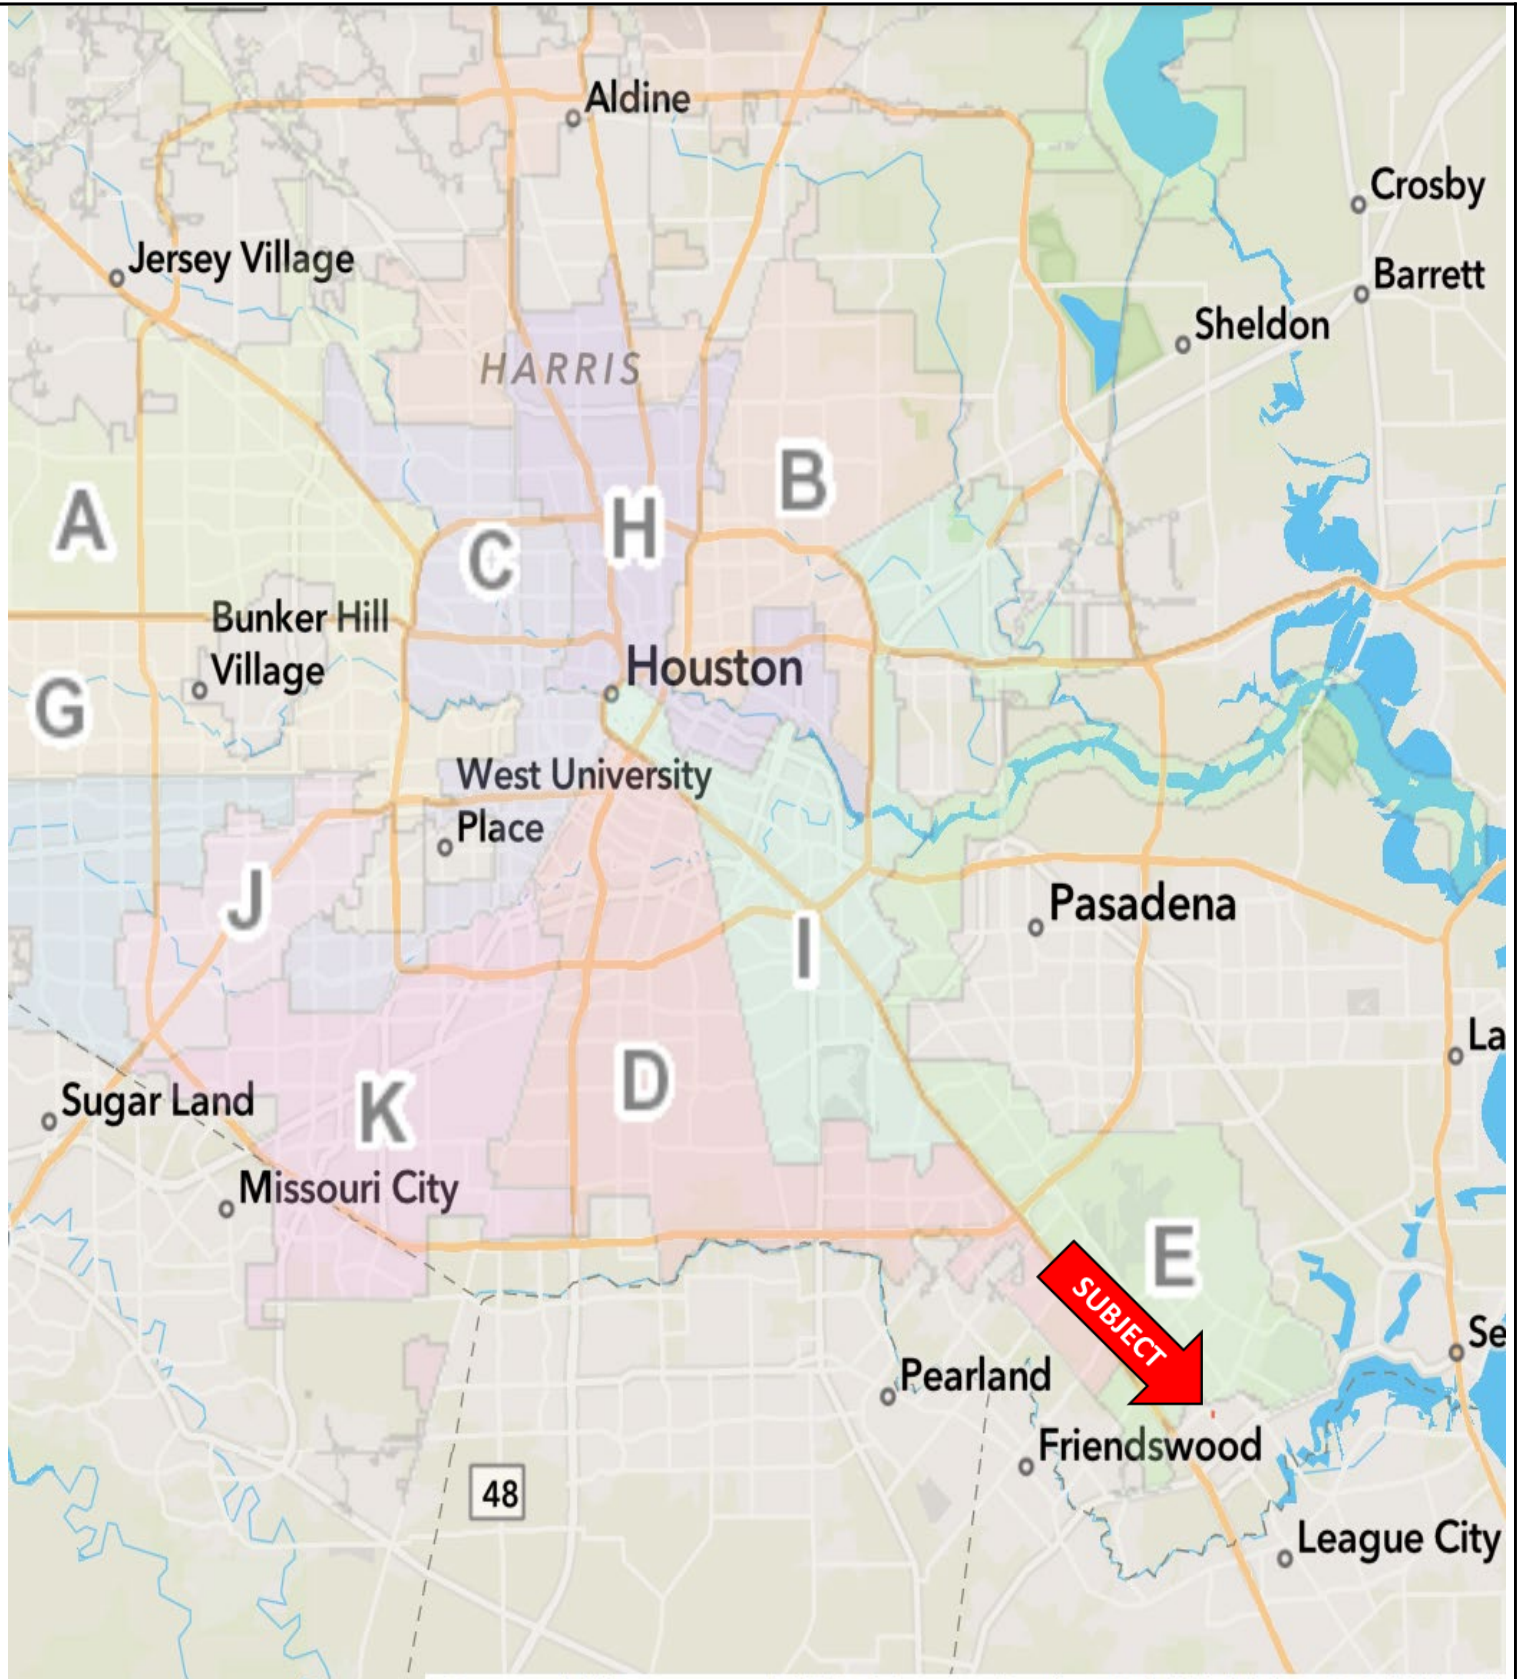 Aldine
Crosby
Jersey Village
Barrett
Sheldon
HARRIS
B
A
H
C
Bunker Hill
Village
Houston
G
West University
Place
J
Pasadena
I
La
D
Sugar Land
K
Missouri City
E
SUBJECT
Se
Pearland
Friendswood
48
League City